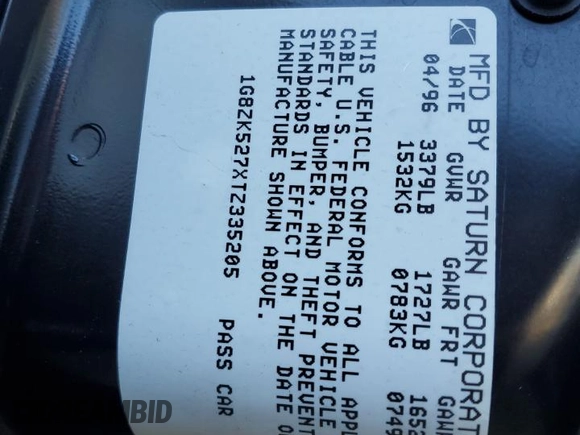 MFD BY SATURN CORPORAT
DATE GVWR GAWR FRT GAW
04/96 3379LB 1727LB 165
1532KG 0783KG 074
THIS VEHICLE CONFORMS TO ALL APPL
CABLE U.S. FEDERAL MOTOR VEHICLE
SAFETY, BUMPER, AND THEFT PREVENT
STANDARDS IN EFFECT ON THE DATE O
MANUFACTURE SHOWN ABOVE.
1G8ZK527XTZ335205 PASS CAR